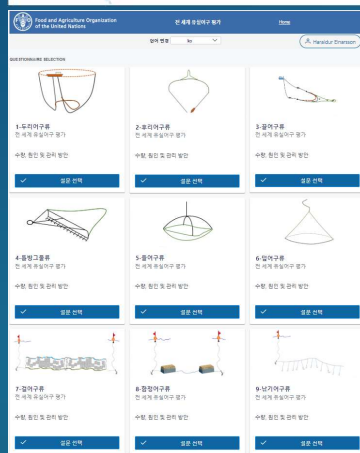 Food and Agriculture Organization
of the United Nations
전 세계 유실어구 평가
Home
언어 변경
ko
Haraldur Einarsson
QUESTIONNAIRE SELECTION
1-두리어구류
전 세계 유실어구 평가
수량, 원인 및 관리 방안
설문 선택
2-후리어구류
전 세계 유실어구 평가
수량, 원인 및 관리 방안
설문 선택
3-끌어구류
전 세계 유실어구 평가
수량, 원인 및 관리 방안
설문 선택
4-틀방그물류
전 세계 유실어구 평가
수량, 원인 및 관리 방안
설문 선택
5-들어구류
전 세계 유실어구 평가
수량, 원인 및 관리 방안
설문 선택
6-덮어구류
전 세계 유실어구 평가
수량, 원인 및 관리 방안
설문 선택
7-걸어구류
전 세계 유실어구 평가
수량, 원인 및 관리 방안
설문 선택
8-함정어구류
전 세계 유실어구 평가
수량, 원인 및 관리 방안
설문 선택
9-낚기어구류
전 세계 유실어구 평가
수량, 원인 및 관리 방안
설문 선택